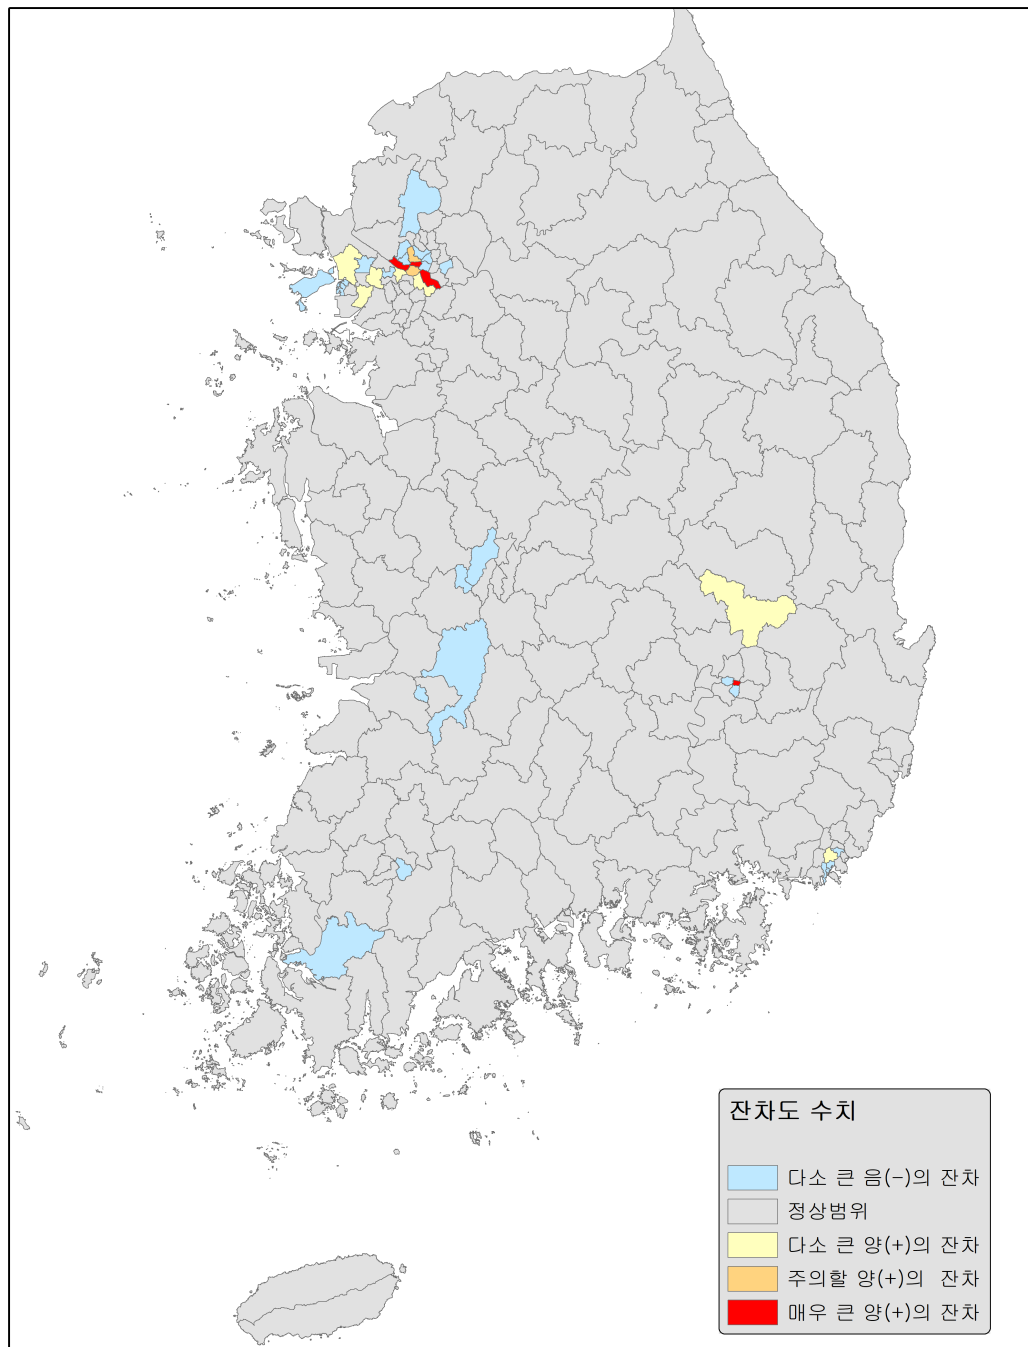 잔차도 수치
다소 큰 음(-)의 잔차
정상범위
다소 큰 양(+)의 잔차
주의할 양(+)의 잔차
매우 큰 양(+)의 잔차